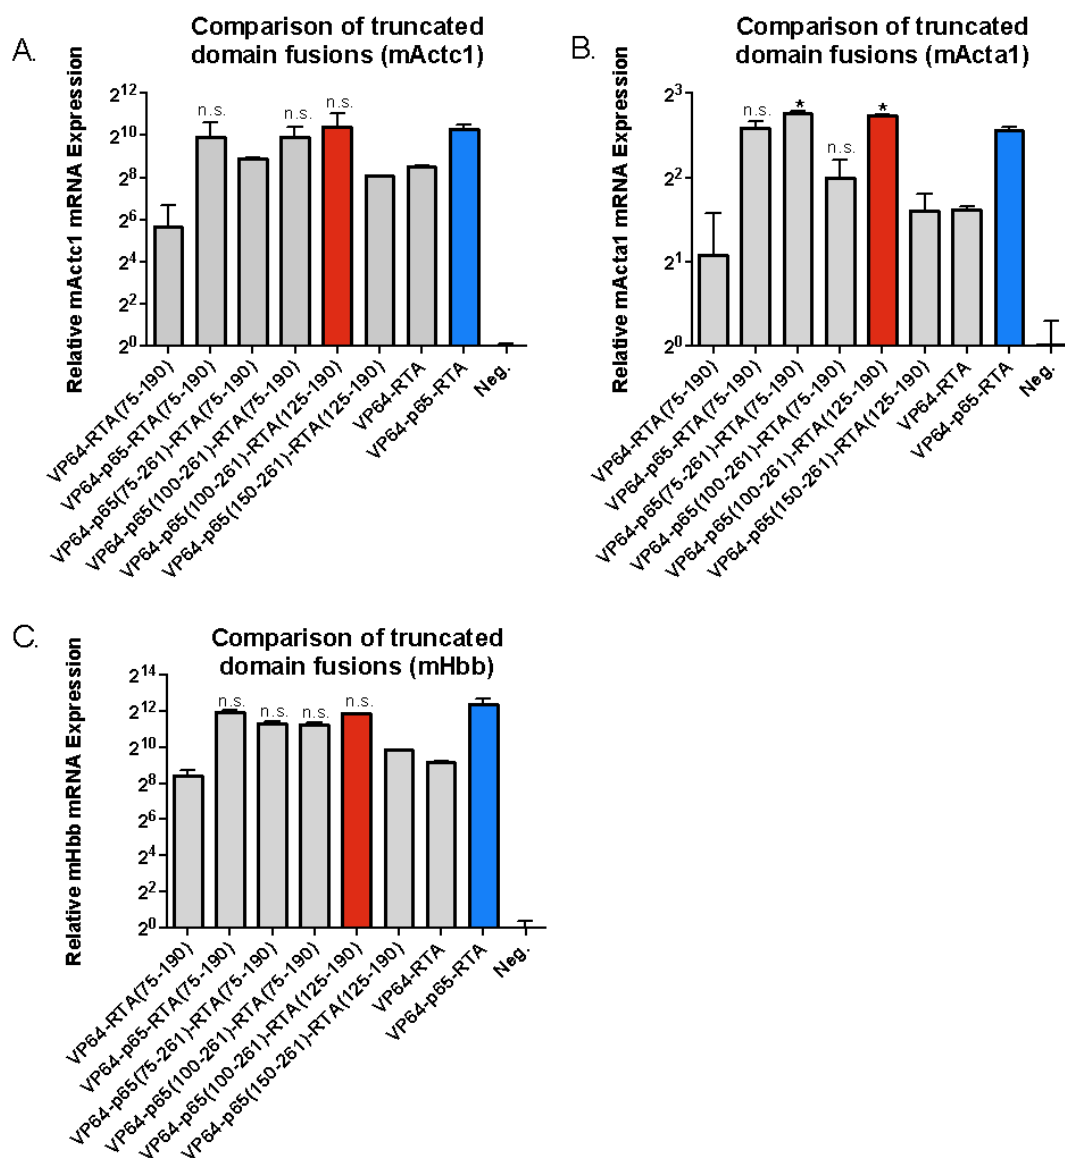 A.
Comparison of truncated
domain fusions (mActc1)
Relative mActc1 mRNA Expression
2^12
2^10
2^8
2^6
2^4
2^2
2^0
n.s.
n.s.
n.s.
VP64-RTA(75-190)
VP64-p65-RTA(75-190)
VP64-p65(75-261)-RTA(75-190)
VP64-p65(100-261)-RTA(75-190)
VP64-p65(100-261)-RTA(125-190)
VP64-p65(150-261)-RTA(125-190)
VP64-RTA
VP64-p65-RTA
Neg.
B.
Comparison of truncated
domain fusions (mActa1)
Relative mActa1 mRNA Expression
2^3
2^2
2^1
2^0
n.s.
*
n.s.
*
VP64-RTA(75-190)
VP64-p65-RTA(75-190)
VP64-p65(75-261)-RTA(75-190)
VP64-p65(100-261)-RTA(75-190)
VP64-p65(100-261)-RTA(125-190)
VP64-p65(150-261)-RTA(125-190)
VP64-RTA
VP64-p65-RTA
Neg.
C.
Comparison of truncated
domain fusions (mHbb)
Relative mHbb mRNA Expression
2^14
2^12
2^10
2^8
2^6
2^4
2^2
2^0
n.s.
n.s.
n.s.
n.s.
VP64-RTA(75-190)
VP64-p65-RTA(75-190)
VP64-p65(75-261)-RTA(75-190)
VP64-p65(100-261)-RTA(75-190)
VP64-p65(100-261)-RTA(125-190)
VP64-p65(150-261)-RTA(125-190)
VP64-RTA
VP64-p65-RTA
Neg.